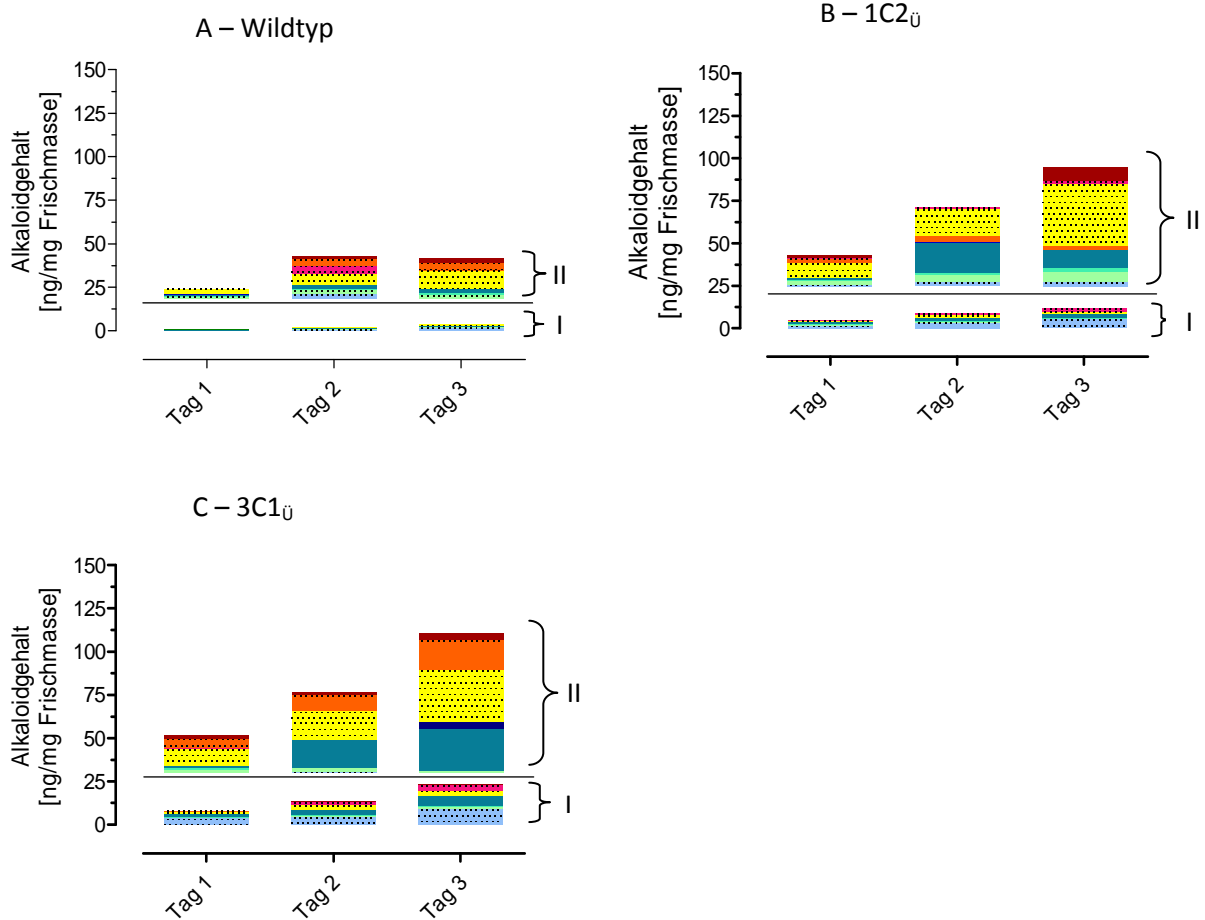 A – Wildtyp
Alkaloidgehalt
[ng/mg Frischmasse]
150
125
100
75
50
25
0
II
I
Tag 1
Tag 2
Tag 3
B – 1C2Ü
Alkaloidgehalt
[ng/mg Frischmasse]
150
125
100
75
50
25
0
II
I
Tag 1
Tag 2
Tag 3
C – 3C1Ü
Alkaloidgehalt
[ng/mg Frischmasse]
150
125
100
75
50
25
0
II
I
Tag 1
Tag 2
Tag 3